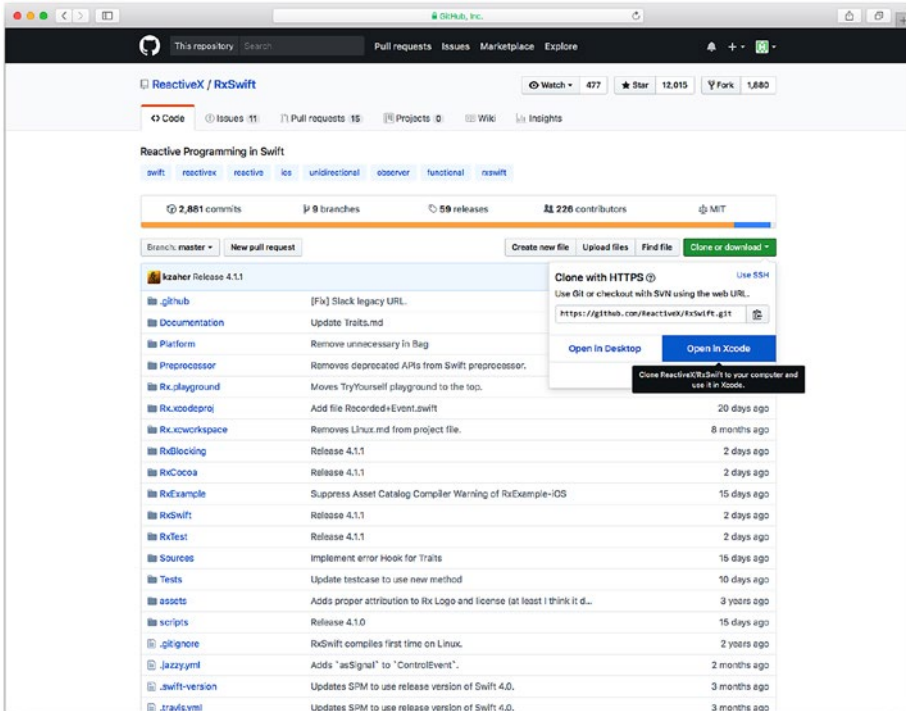 GitHub, Inc.
This repository Search Pull requests Issues Marketplace Explore
ReactiveX / RxSwift Watch 477 Star 12,015 Fork 1,880
Code Issues 11 Pull requests 15 Projects 0 Wiki Insights
Reactive Programming in Swift
swift reactivex reactive ios unidirectional observer functional rxswift
2,881 commits 9 branches 59 releases 226 contributors MIT
Branch: master New pull request Create new file Upload files Find file Clone or download
kzaher Release 4.1.1
Clone with HTTPS Use SSH
Use Git or checkout with SVN using the web URL.
https://github.com/ReactiveX/RxSwift.git
Open in Desktop Open in Xcode
Clone ReactiveX/RxSwift to your computer and
use it in Xcode.
.github [Fix] Slack legacy URL.
Documentation Update Traits.md
Platform Remove unnecessary in Bag
Preprocessor Removes deprecated APIs from Swift preprocessor.
Rx.playground Moves TryYourself playground to the top.
Rx.xcodeproj Add file Recorded+Event.swift 20 days ago
Rx.xcworkspace Removes Linux.md from project file. 8 months ago
RxBlocking Release 4.1.1 2 days ago
RxCocoa Release 4.1.1 2 days ago
RxExample Suppress Asset Catalog Compiler Warning of RxExample-iOS 15 days ago
RxSwift Release 4.1.1 2 days ago
RxTest Release 4.1.1 2 days ago
Sources Implement error Hook for Traits 15 days ago
Tests Update testcase to use new method 10 days ago
assets Adds proper attribution to Rx Logo and license (at least I think it d... 3 years ago
scripts Release 4.1.0 15 days ago
.gitignore RxSwift compiles first time on Linux. 2 years ago
.jazzy.yml Adds `asSignal` to `ControlEvent`. 2 months ago
.swift-version Updates SPM to use release version of Swift 4.0. 3 months ago
.travis.yml Updates SPM to use release version of Swift 4.0. 3 months ago